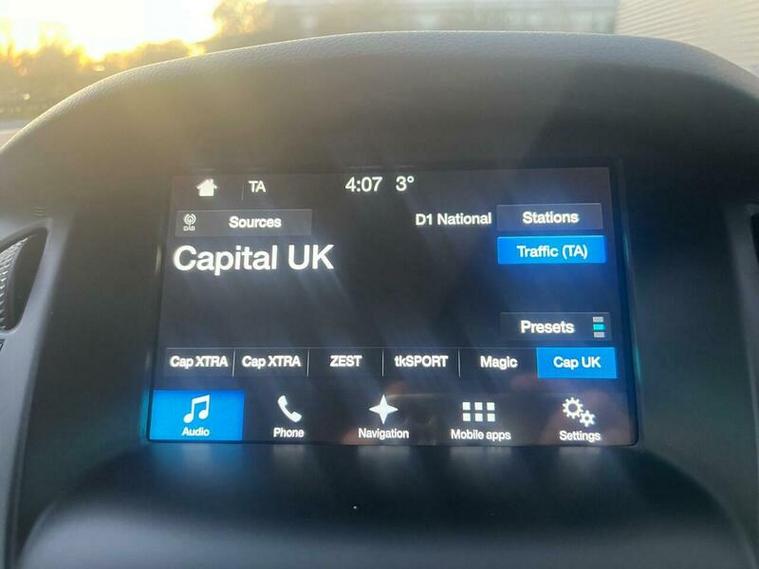 TA 4:07 3°
DAB Sources D1 National Stations
Capital UK Traffic (TA)
Presets
Cap XTRA Cap XTRA ZEST tkSPORT Magic Cap UK
Audio Phone Navigation Mobile apps Settings